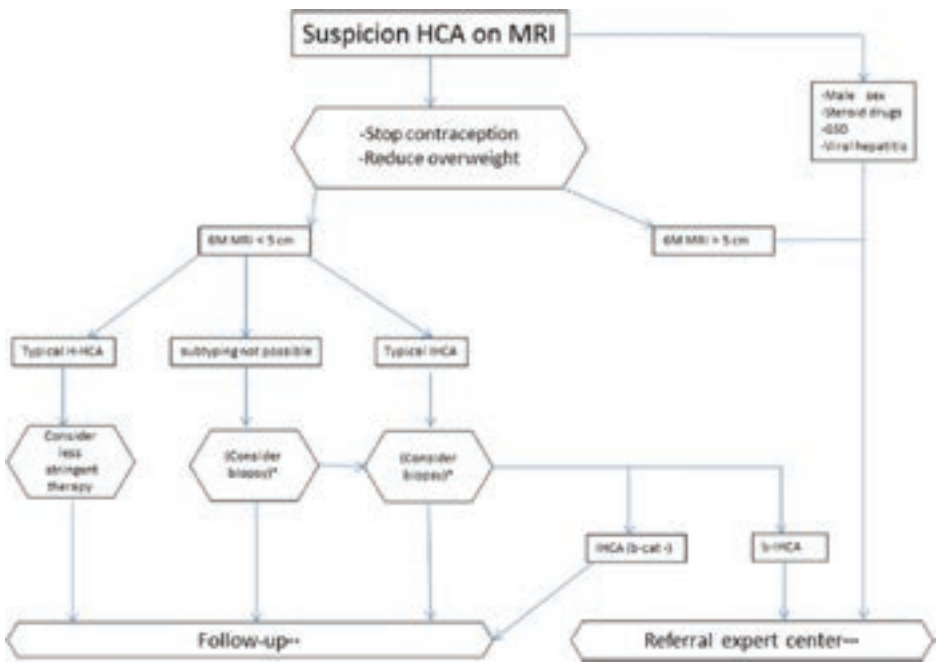 Suspicion HCA on MRI
-Male sex
-Steroid drugs
-GSD
-Viral hepatitis
-Stop contraception
-Reduce overweight
6M MRI < 5 cm
6M MRI > 5 cm
Typical H-HCA
subtyping not possible
Typical IHCA
Consider
less
stringent
therapy
(Consider
biopsy)*
(Consider
biopsy)*
IHCA (b-cat -)
b-IHCA
Follow-up**
Referral expert center***